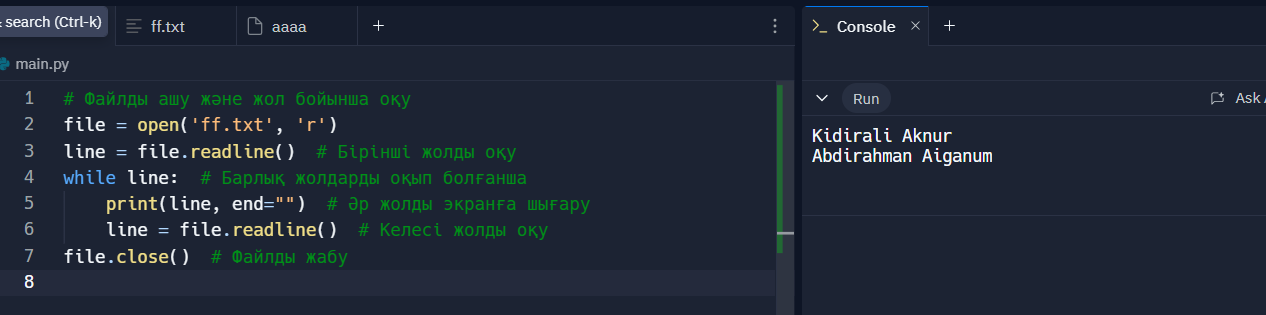 search (Ctrl-k)
ff.txt
aaaa
+
main.py
1 # Файлды ашу және жол бойынша оқу
2 file = open('ff.txt', 'r')
3 line = file.readline()  # Бірінші жолды оқу
4 while line:  # Барлық жолдарды оқып болғанша
5     print(line, end="")  # Әр жолды экранға шығару
6     line = file.readline()  # Келесі жолды оқу
7 file.close()  # Файлды жабу
8
Console × +
Run
Ask
Kidirali Aknur
Abdirahman Aiganum